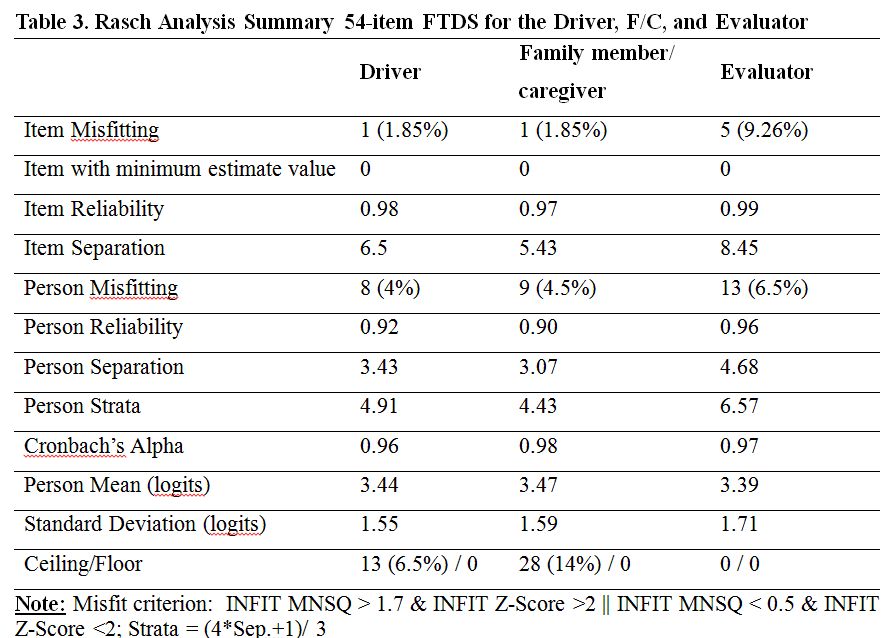 Table 3. Rasch Analysis Summary 54-item FTDS for the Driver, F/C, and Evaluator
Driver Family member/ caregiver Evaluator
Item Misfitting 1 (1.85%) 1 (1.85%) 5 (9.26%)
Item with minimum estimate value 0 0 0
Item Reliability 0.98 0.97 0.99
Item Separation 6.5 5.43 8.45
Person Misfitting 8 (4%) 9 (4.5%) 13 (6.5%)
Person Reliability 0.92 0.90 0.96
Person Separation 3.43 3.07 4.68
Person Strata 4.91 4.43 6.57
Cronbach's Alpha 0.96 0.98 0.97
Person Mean (logits) 3.44 3.47 3.39
Standard Deviation (logits) 1.55 1.59 1.71
Ceiling/Floor 13 (6.5%) / 0 28 (14%) / 0 0 / 0
Note: Misfit criterion: INFIT MNSQ > 1.7 & INFIT Z-Score >2 || INFIT MNSQ < 0.5 & INFIT
Z-Score <2; Strata = (4*Sep.+1)/ 3